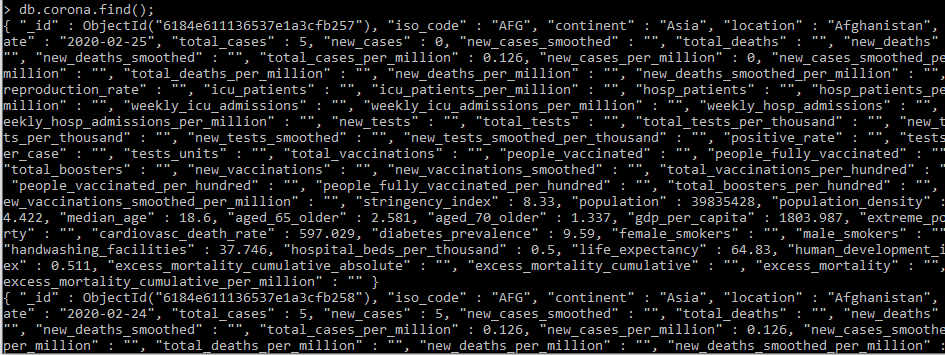 > db.corona.find();
{ "_id" : ObjectId("6184e611136537e1a3cfb257"), "iso_code" : "AFG", "continent" : "Asia", "location" : "Afghanistan",
ate" : "2020-02-25", "total_cases" : 5, "new_cases" : 0, "new_cases_smoothed" : "", "total_deaths" : "", "new_deaths"
"", "new_deaths_smoothed" : "", "total_cases_per_million" : 0.126, "new_cases_per_million" : 0, "new_cases_smoothed_pe
million" : "", "total_deaths_per_million" : "", "new_deaths_per_million" : "", "new_deaths_smoothed_per_million" : "",
reproduction_rate" : "", "icu_patients" : "", "icu_patients_per_million" : "", "hosp_patients" : "", "hosp_patients_pe
million" : "", "weekly_icu_admissions" : "", "weekly_icu_admissions_per_million" : "", "weekly_hosp_admissions" : "",
eekly_hosp_admissions_per_million" : "", "new_tests" : "", "total_tests" : "", "total_tests_per_thousand" : "", "new_t
ts_per_thousand" : "", "new_tests_smoothed" : "", "new_tests_smoothed_per_thousand" : "", "positive_rate" : "", "tests
er_case" : "", "tests_units" : "", "total_vaccinations" : "", "people_vaccinated" : "", "people_fully_vaccinated" : ""
"total_boosters" : "", "new_vaccinations" : "", "new_vaccinations_smoothed" : "", "total_vaccinations_per_hundred" :
"people_vaccinated_per_hundred" : "", "people_fully_vaccinated_per_hundred" : "", "total_boosters_per_hundred" : "",
ew_vaccinations_smoothed_per_million" : "", "stringency_index" : 8.33, "population" : 39835428, "population_density" :
4.422, "median_age" : 18.6, "aged_65_older" : 2.581, "aged_70_older" : 1.337, "gdp_per_capita" : 1803.987, "extreme_po
rty" : "", "cardiovasc_death_rate" : 597.029, "diabetes_prevalence" : 9.59, "female_smokers" : "", "male_smokers" : ""
"handwashing_facilities" : 37.746, "hospital_beds_per_thousand" : 0.5, "life_expectancy" : 64.83, "human_development_i
ex" : 0.511, "excess_mortality_cumulative_absolute" : "", "excess_mortality_cumulative" : "", "excess_mortality" : "",
excess_mortality_cumulative_per_million" : "" }
{ "_id" : ObjectId("6184e611136537e1a3cfb258"), "iso_code" : "AFG", "continent" : "Asia", "location" : "Afghanistan",
ate" : "2020-02-24", "total_cases" : 5, "new_cases" : 5, "new_cases_smoothed" : "", "total_deaths" : "", "new_deaths"
"", "new_deaths_smoothed" : "", "total_cases_per_million" : 0.126, "new_cases_per_million" : 0.126, "new_cases_smoothe
per_million" : "", "total_deaths_per_million" : "", "new_deaths_per_million" : "", "new_deaths_smoothed_per_million" :